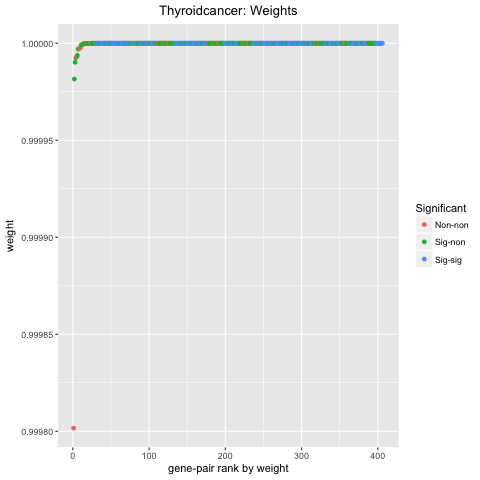 Thyroidcancer: Weights
1.00000
0.99995
0.99990
0.99985
0.99980
weight
0
100
200
300
400
gene-pair rank by weight
Significant
Non-non
Sig-non
Sig-sig